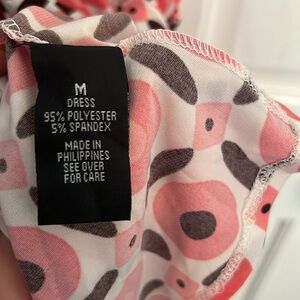 M
DRESS
95% POLYESTER
5% SPANDEX
MADE IN
PHILIPPINES
SEE OVER
FOR CARE